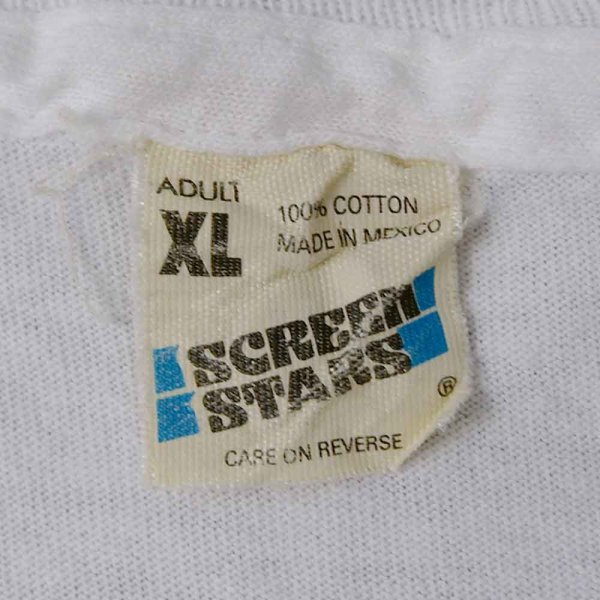 ADULT
XL
100% COTTON
MADE IN MEXICO
SCREEN
STARS
®
CARE ON REVERSE